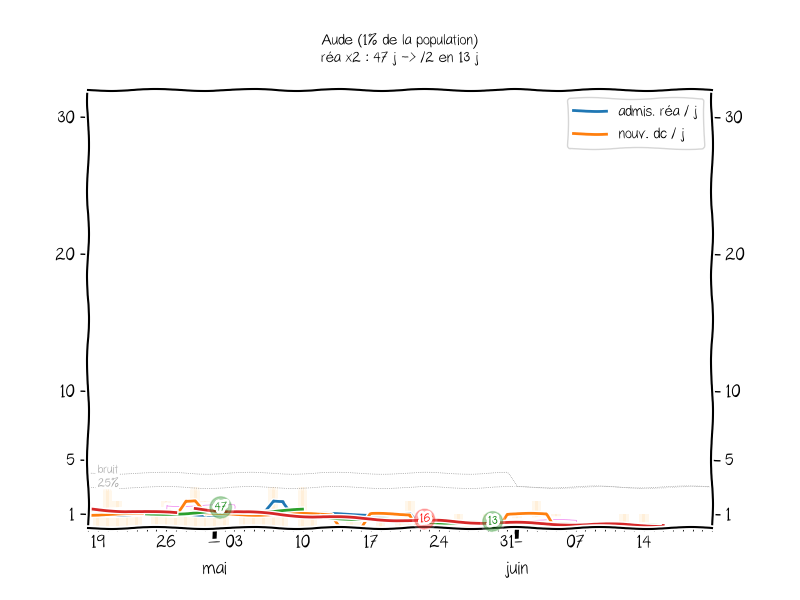 Aude (1% de la population)
réa x2 : 47 j -> /2 en 13 j
admis. réa / j
nouv. dc / j
30
30
20
20
10
10
5
5
bruit
25%
1
1
47
16
13
19 26 03 10 17 24 31 07 14
mai juin